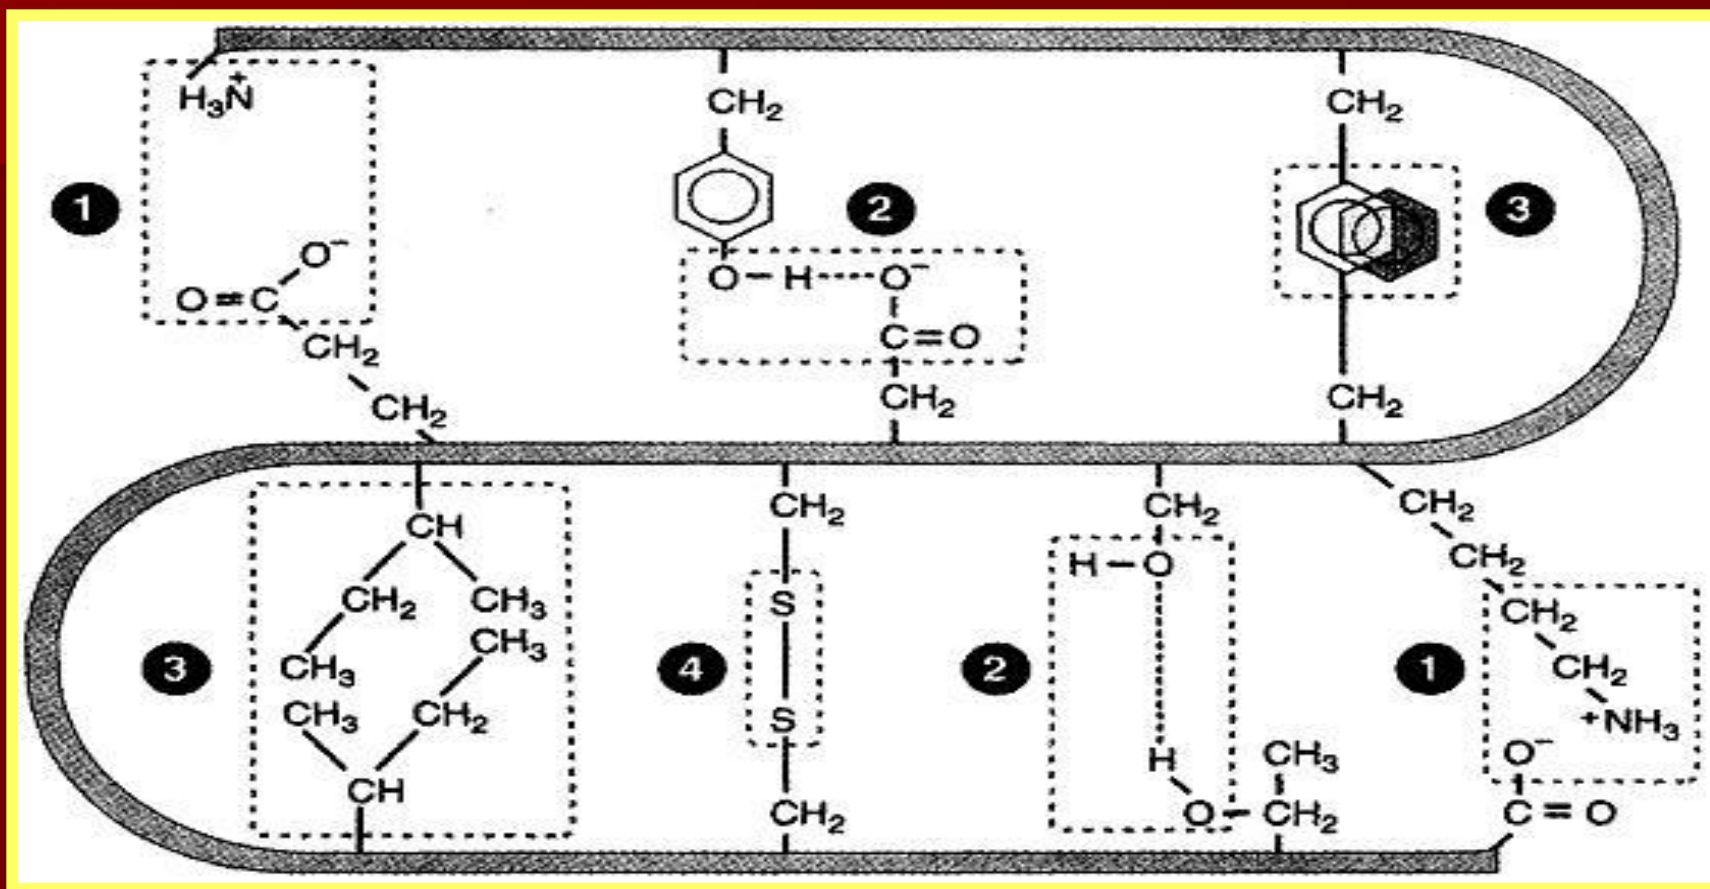 H₃N⁺
CH₂
CH₂
1
2
3
O⁻
O=C
O–H----O⁻
C=O
CH₂
CH₂
CH₂
CH₂
CH₂
CH₂
CH₂
CH
CH₂
H–O
CH₂
CH₂
CH₃
S
CH₂
CH₃
3
4
2
1
CH₂
CH₃
CH₃
CH₂
S
⁺NH₃
H
CH₃
O⁻
CH
CH₂
O–CH₂
C=O